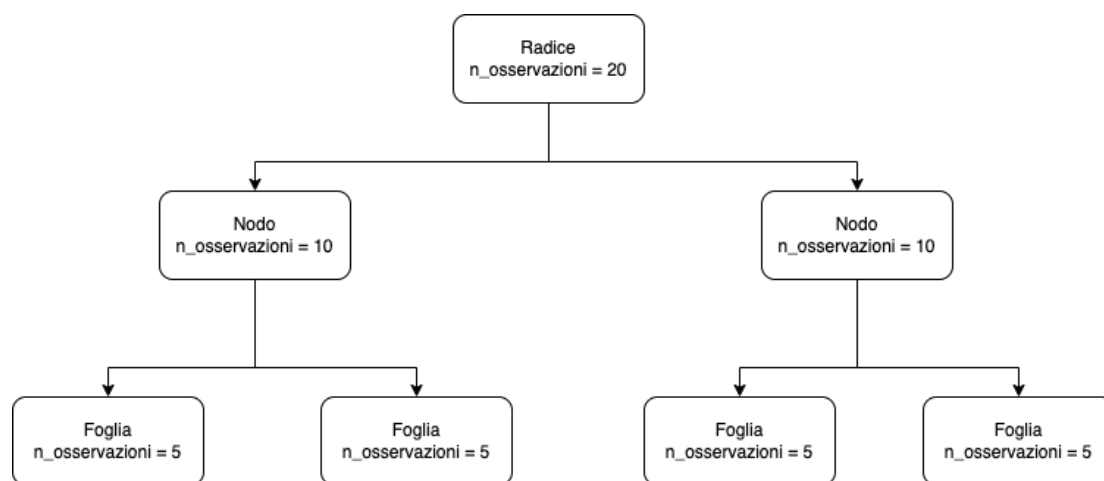 Radice
n_osservazioni = 20
Nodo
n_osservazioni = 10
Nodo
n_osservazioni = 10
Foglia
n_osservazioni = 5
Foglia
n_osservazioni = 5
Foglia
n_osservazioni = 5
Foglia
n_osservazioni = 5